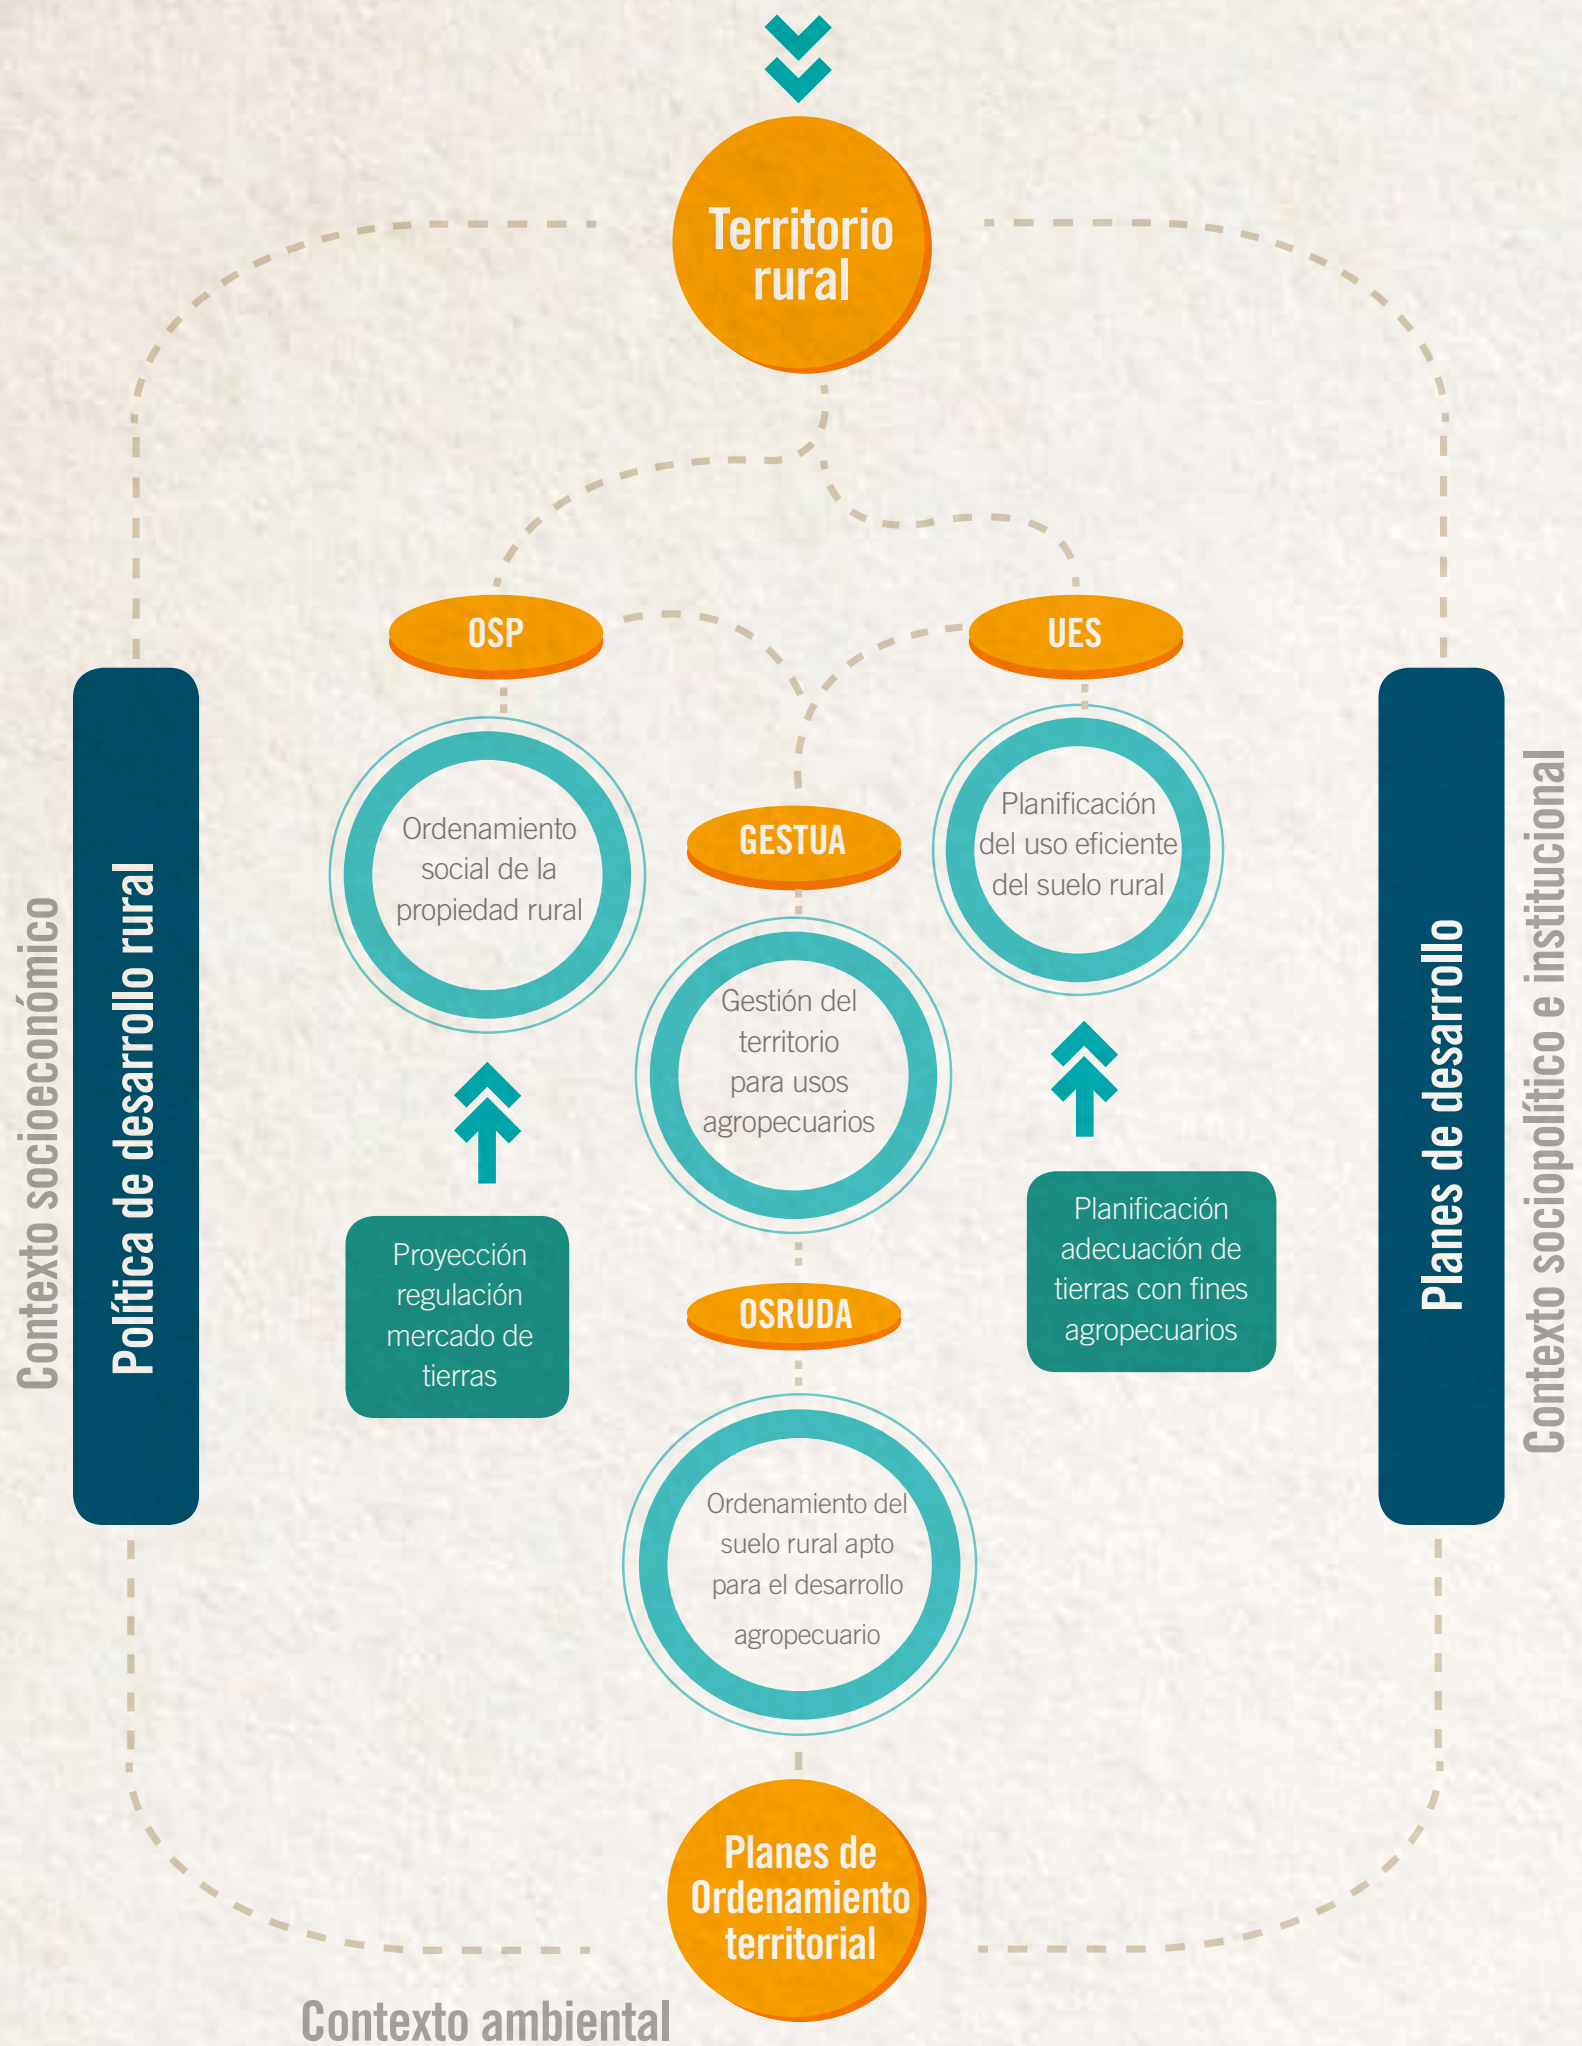 Territorio
rural
OSP
UES
Ordenamiento
social de la
propiedad rural
GESTUA
Planificación
del uso eficiente
del suelo rural
Gestión del
territorio
para usos
agropecuarios
Proyección
regulación
mercado de
tierras
Planificación
adecuación de
tierras con fines
agropecuarios
OSRUDA
Ordenamiento del
suelo rural apto
para el desarrollo
agropecuario
Planes de
Ordenamiento
territorial
Contexto socioeconómico
Política de desarrollo rural
Planes de desarrollo
Contexto sociopolítico e institucional
Contexto ambiental